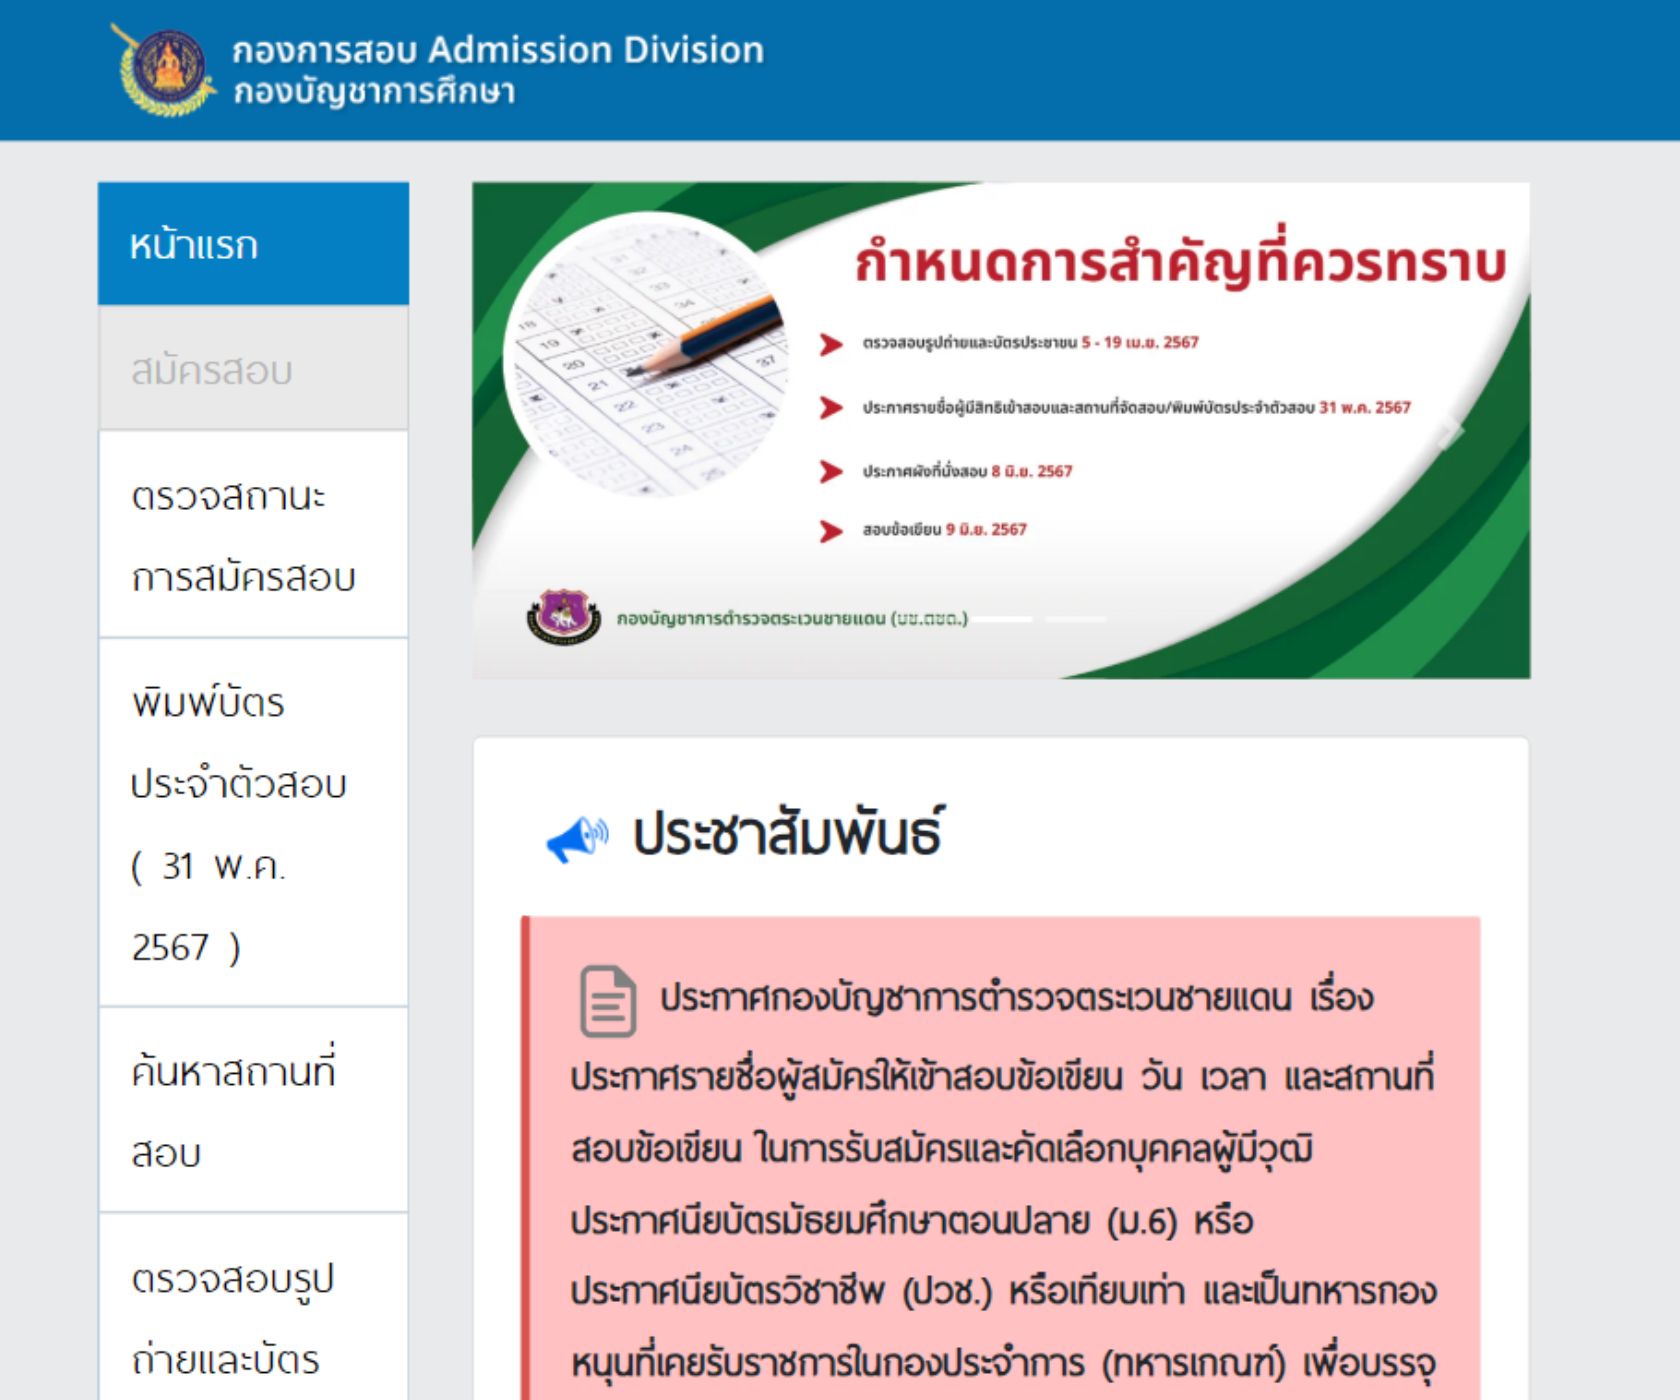 กองการสอบ Admission Division
กองบัญชาการศึกษา
หน้าแรก
สมัครสอบ
ตรวจสถานะ
การสมัครสอบ
พิมพ์บัตร
ประจำตัวสอบ
( 31 พ.ค.
2567 )
ค้นหาสถานที่
สอบ
ตรวจสอบรูป
ถ่ายและบัตร
กำหนดการสำคัญที่ควรทราบ
ตรวจสอบรูปถ่ายและบัตรประชาชน 5 - 19 เม.ย. 2567
ประกาศรายชื่อผู้มีสิทธิเข้าสอบและสถานที่จัดสอบ/พิมพ์บัตรประจำตัวสอบ 31 พ.ค. 2567
ประกาศผังที่นั่งสอบ 8 มิ.ย. 2567
สอบข้อเขียน 9 มิ.ย. 2567
กองบัญชาการตำรวจตระเวนชายแดน (บช.ตชด.)
ประชาสัมพันธ์
ประกาศกองบัญชาการตำรวจตระเวนชายแดน เรื่อง
ประกาศรายชื่อผู้สมัครให้เข้าสอบข้อเขียน วัน เวลา และสถานที่
สอบข้อเขียน ในการรับสมัครและคัดเลือกบุคคลผู้มีวุฒิ
ประกาศนียบัตรมัธยมศึกษาตอนปลาย (ม.6) หรือ
ประกาศนียบัตรวิชาชีพ (ปวช.) หรือเทียบเท่า และเป็นทหารกอง
หนุนที่เคยรับราชการในกองประจำการ (ทหารเกณฑ์) เพื่อบรรจุ